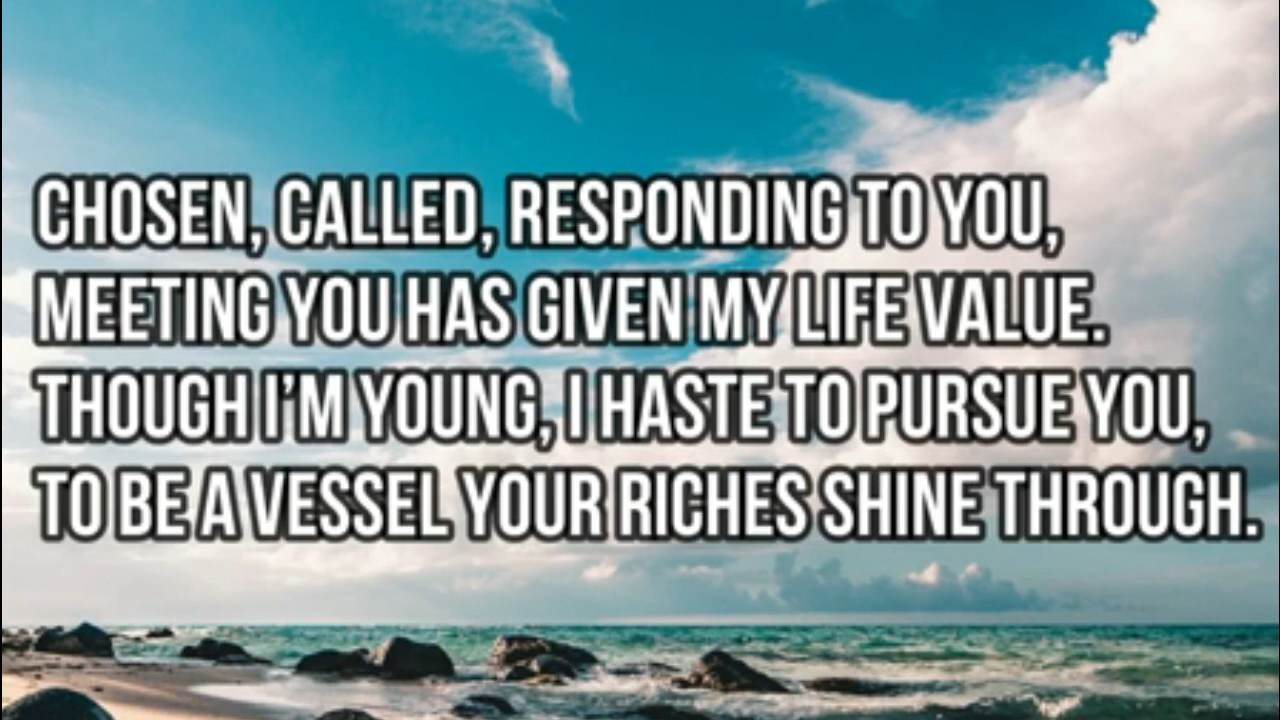 CHOSEN, CALLED, RESPONDING TO YOU,
MEETING YOU HAS GIVEN MY LIFE VALUE.
THOUGH I’M YOUNG, I HASTE TO PURSUE YOU,
TO BE A VESSEL YOUR RICHES SHINE THROUGH.